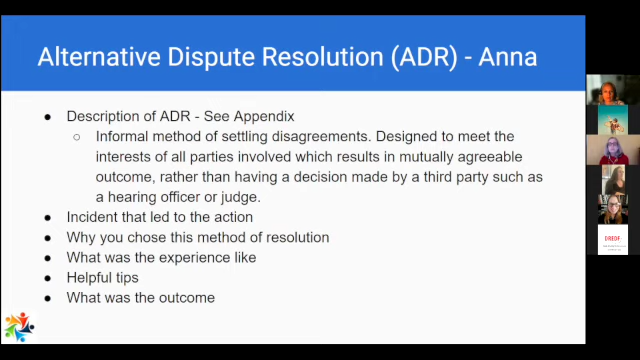 Alternative Dispute Resolution (ADR) - Anna
● Description of ADR - See Appendix
○ Informal method of settling disagreements. Designed to meet the
interests of all parties involved which results in mutually agreeable
outcome, rather than having a decision made by a third party such as
a hearing officer or judge.
● Incident that led to the action
● Why you chose this method of resolution
● What was the experience like
● Helpful tips
● What was the outcome
DREDF